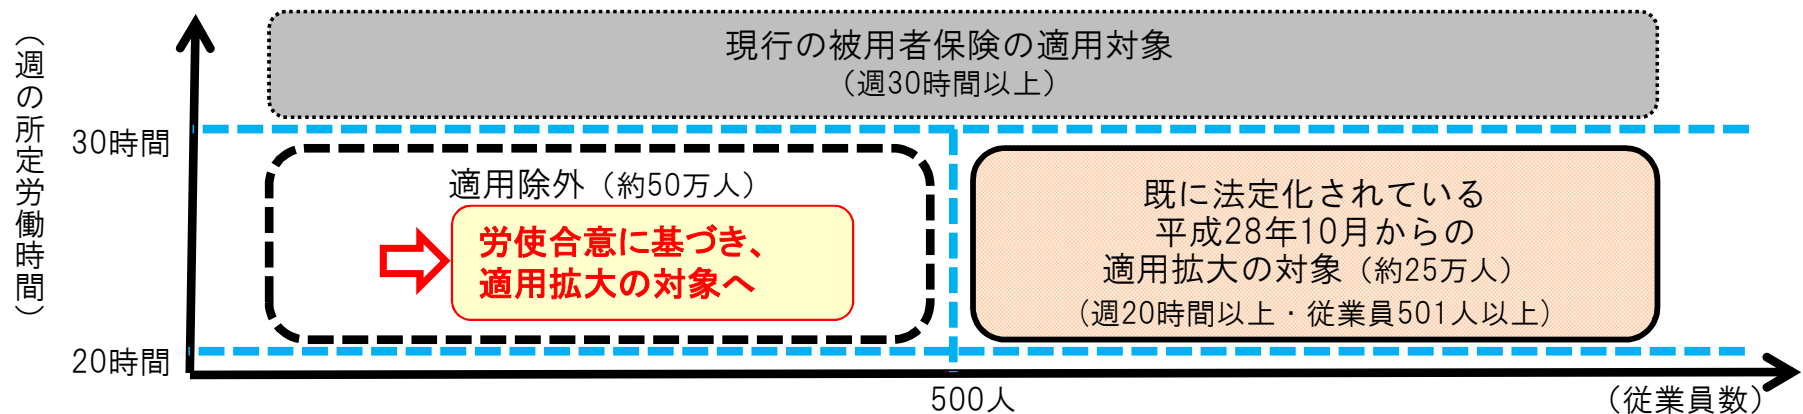 (週の所定労働時間)
現行の被用者保険の適用対象
(週30時間以上)
30時間
適用除外(約50万人)
労使合意に基づき、
適用拡大の対象へ
既に法定化されている
平成28年10月からの
適用拡大の対象(約25万人)
(週20時間以上・従業員501人以上)
20時間
500人
(従業員数)